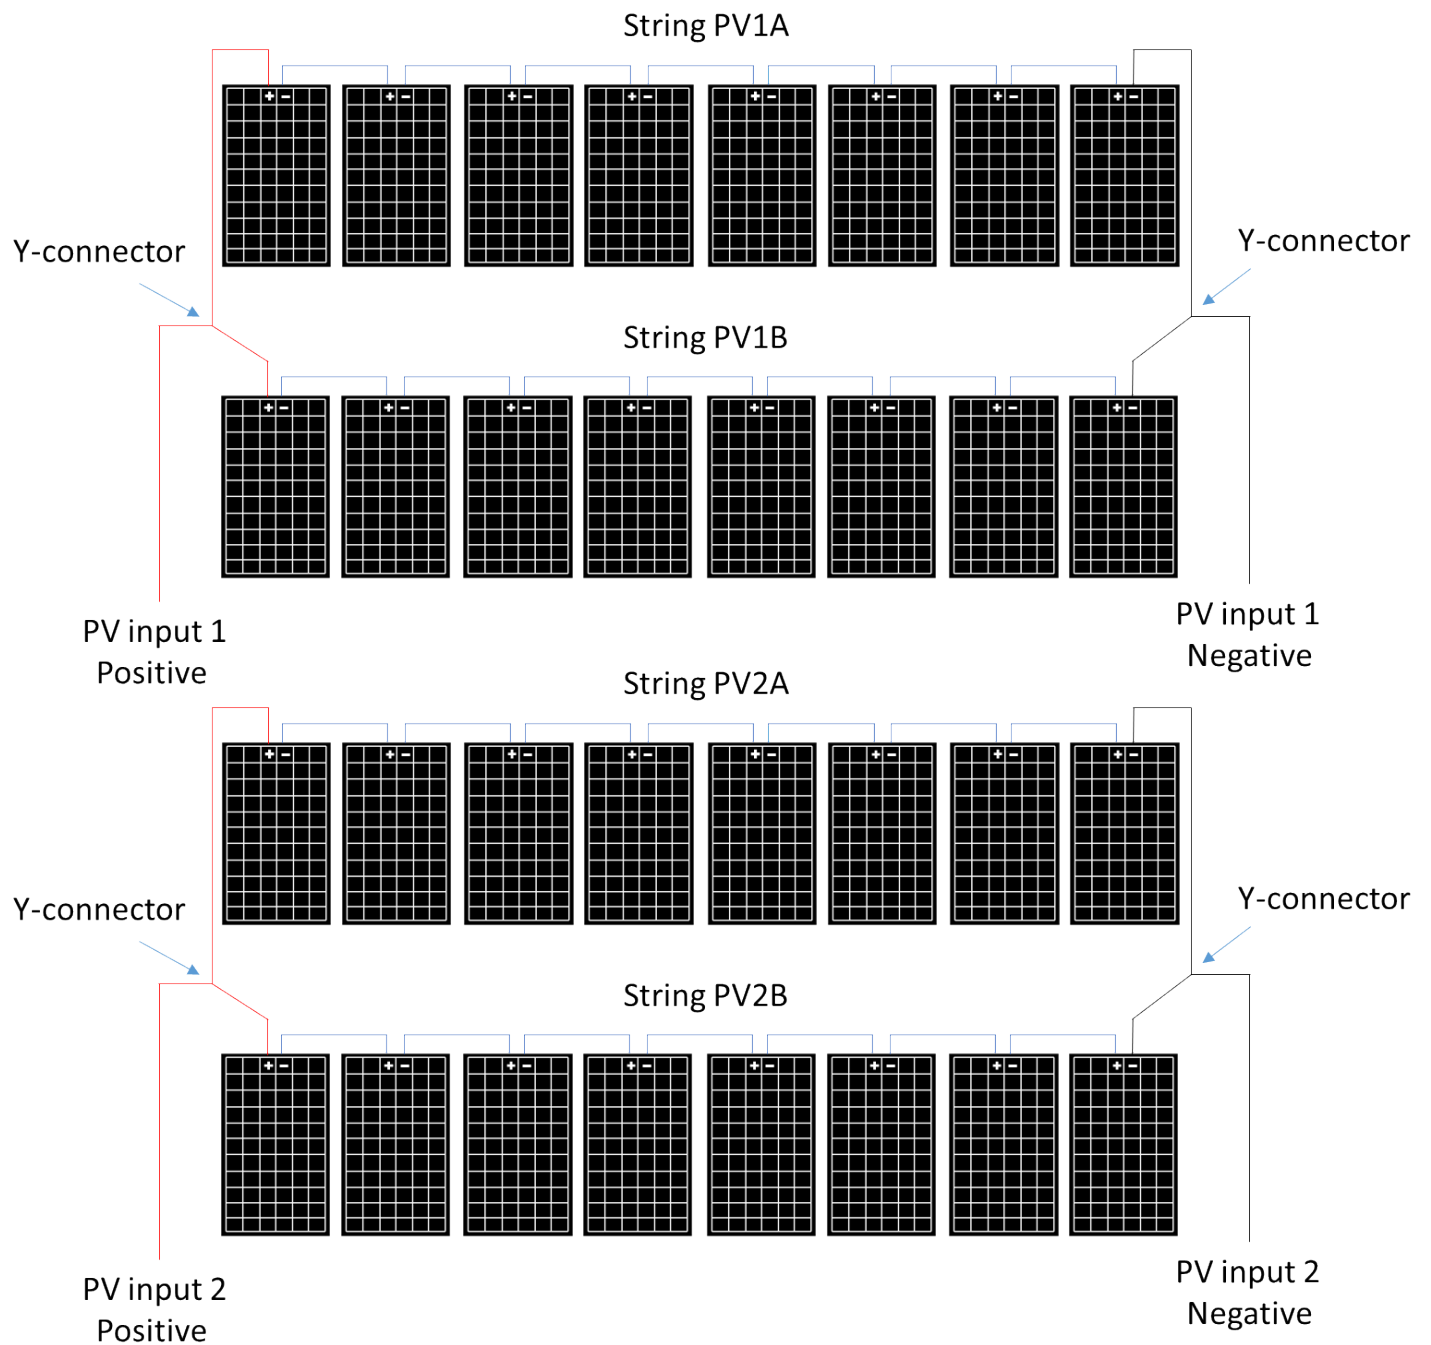 String PV1A
Y-connector
Y-connector
String PV1B
PV input 1
Positive
PV input 1
Negative
String PV2A
Y-connector
Y-connector
String PV2B
PV input 2
Positive
PV input 2
Negative